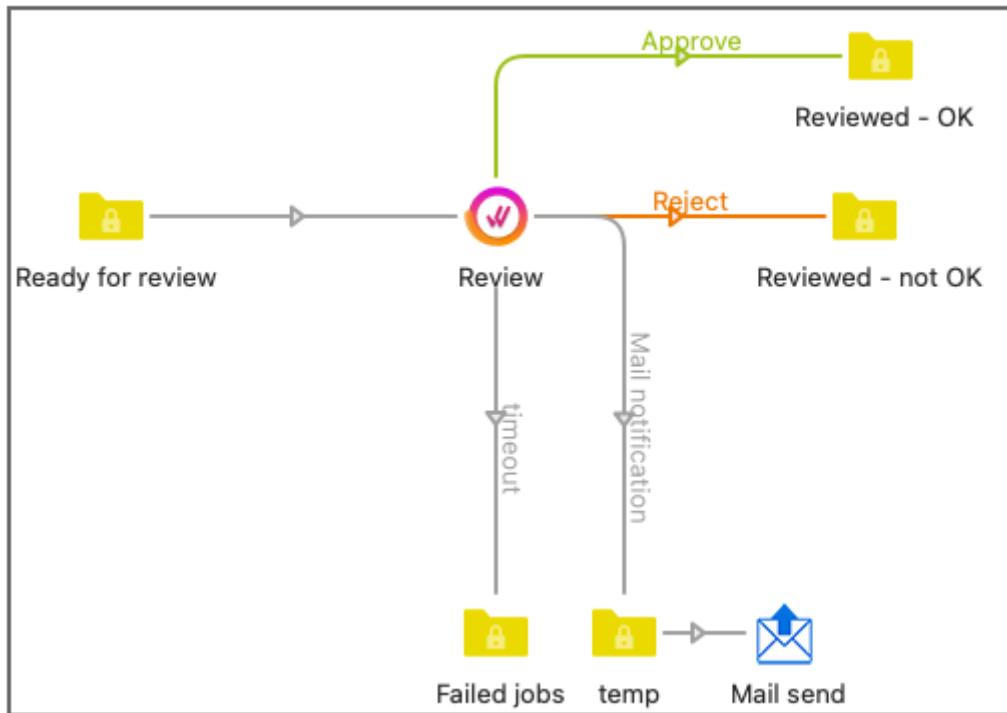 Approve
Reviewed - OK
Reject
Ready for review
Review
Reviewed - not OK
timeout
Mail notification
Failed jobs
temp
Mail send